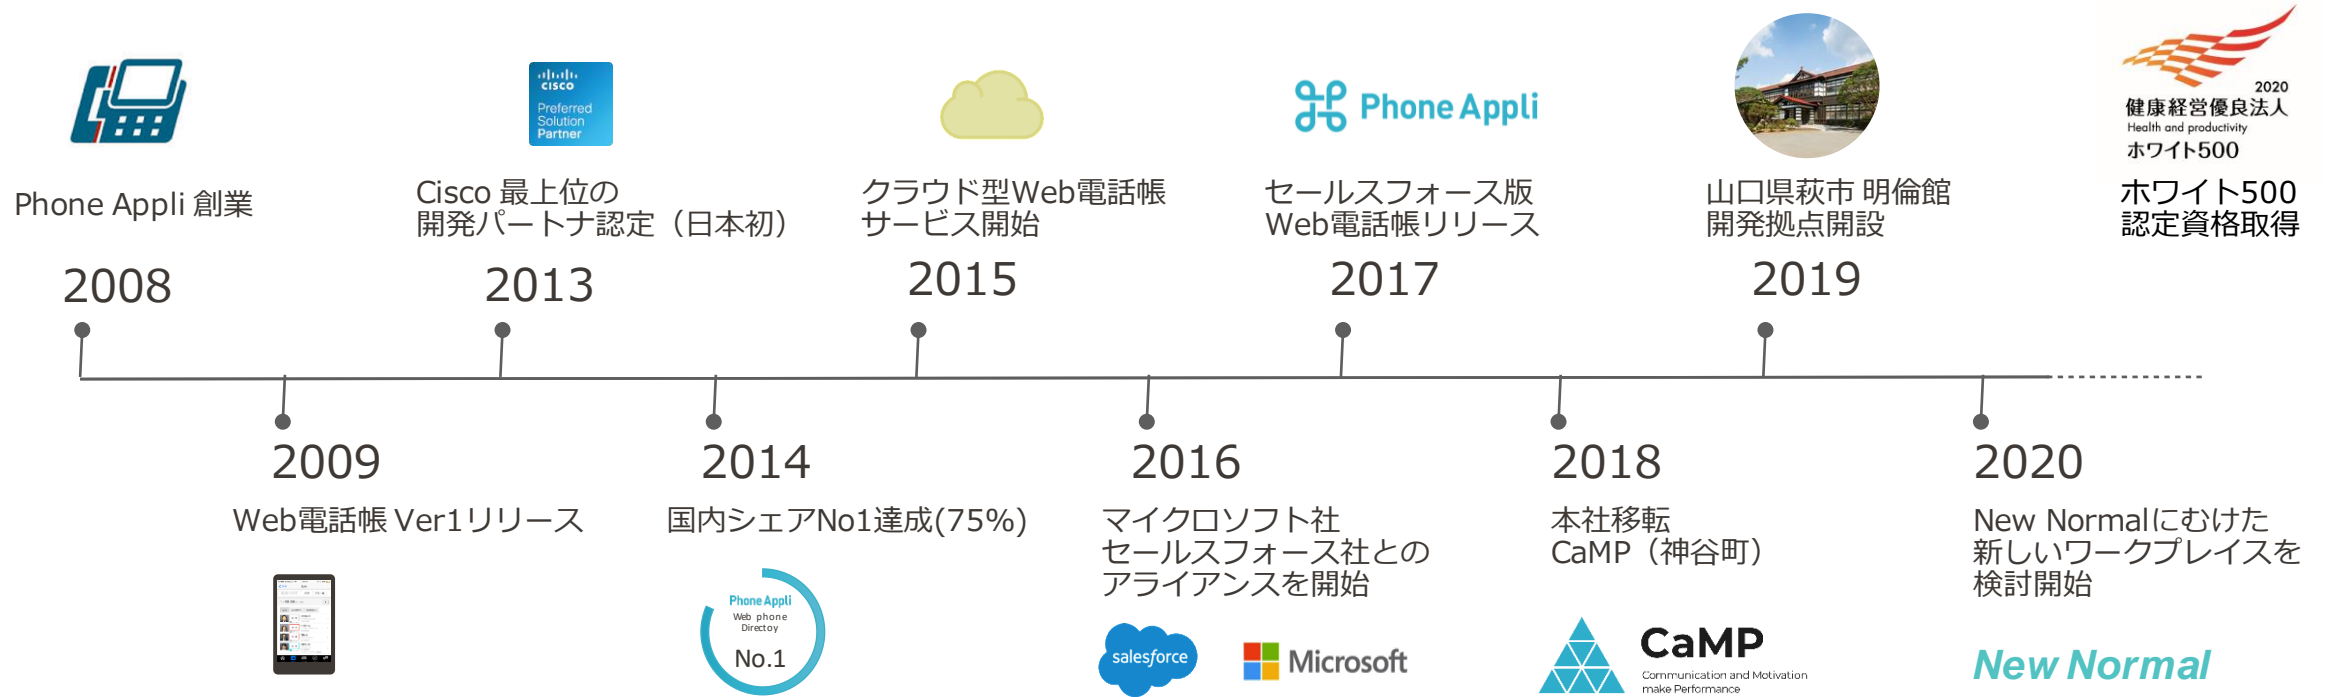 Phone Appli 創業
2008
CISCO
Preferred
Solution
Partner
Cisco 最上位の
開発パートナ認定（日本初）
2013
クラウド型Web電話帳
サービス開始
2015
Phone Appli
セールスフォース版
Web電話帳リリース
2017
山口県萩市 明倫館
開発拠点開設
2019
2020
健康経営優良法人
Health and productivity
ホワイト500
ホワイト500
認定資格取得
2009
Web電話帳 Ver1リリース
2014
国内シェアNo1達成(75%)
Phone Appli
Web phone
Directoy
No.1
2016
マイクロソフト社
セールスフォース社との
アライアンスを開始
salesforce
Microsoft
2018
本社移転
CaMP（神谷町）
CaMP
Communication and Motivation
make Performance
2020
New Normalにむけた
新しいワークプレイスを
検討開始
New Normal